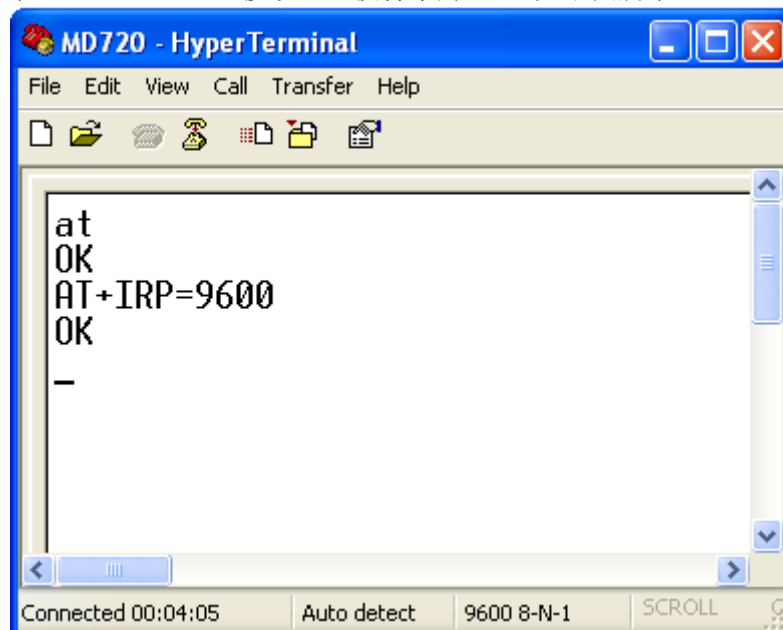 MD720 - HyperTerminal
File Edit View Call Transfer Help
at
OK
AT+IRP=9600
OK
Connected 00:04:05 Auto detect 9600 8-N-1 SCROLL